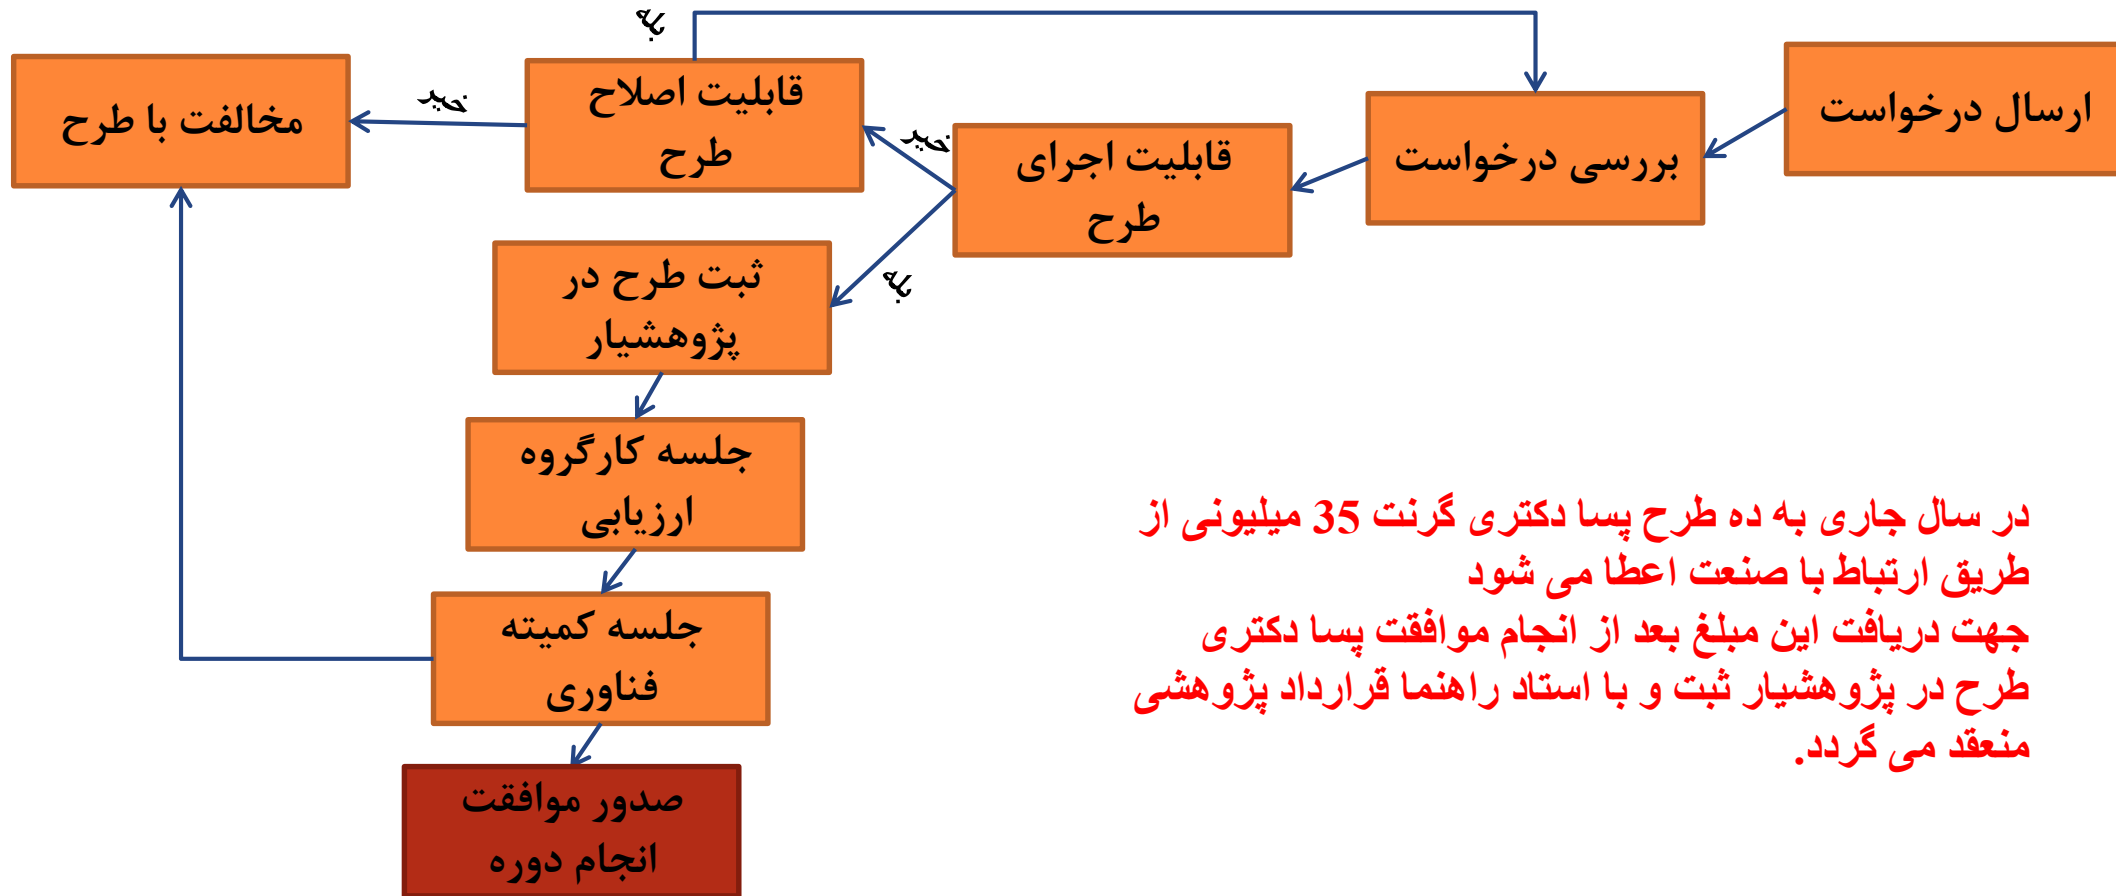 ارسال درخواست
بررسی درخواست
قابلیت اجرای
طرح
خیر
بله
قابلیت اصلاح
طرح
بله
خیر
مخالفت با طرح
ثبت طرح در
پژوهشیار
جلسه کارگروه
ارزیابی
جلسه کمیته
فناوری
صدور موافقت
انجام دوره
در سال جاری به ده طرح پسا دکتری گرنت 35 میلیونی از
طریق ارتباط با صنعت اعطا می شود
جهت دریافت این مبلغ بعد از انجام موافقت پسا دکتری
طرح در پژوهشیار ثبت و با استاد راهنما قرارداد پژوهشی
منعقد می گردد.